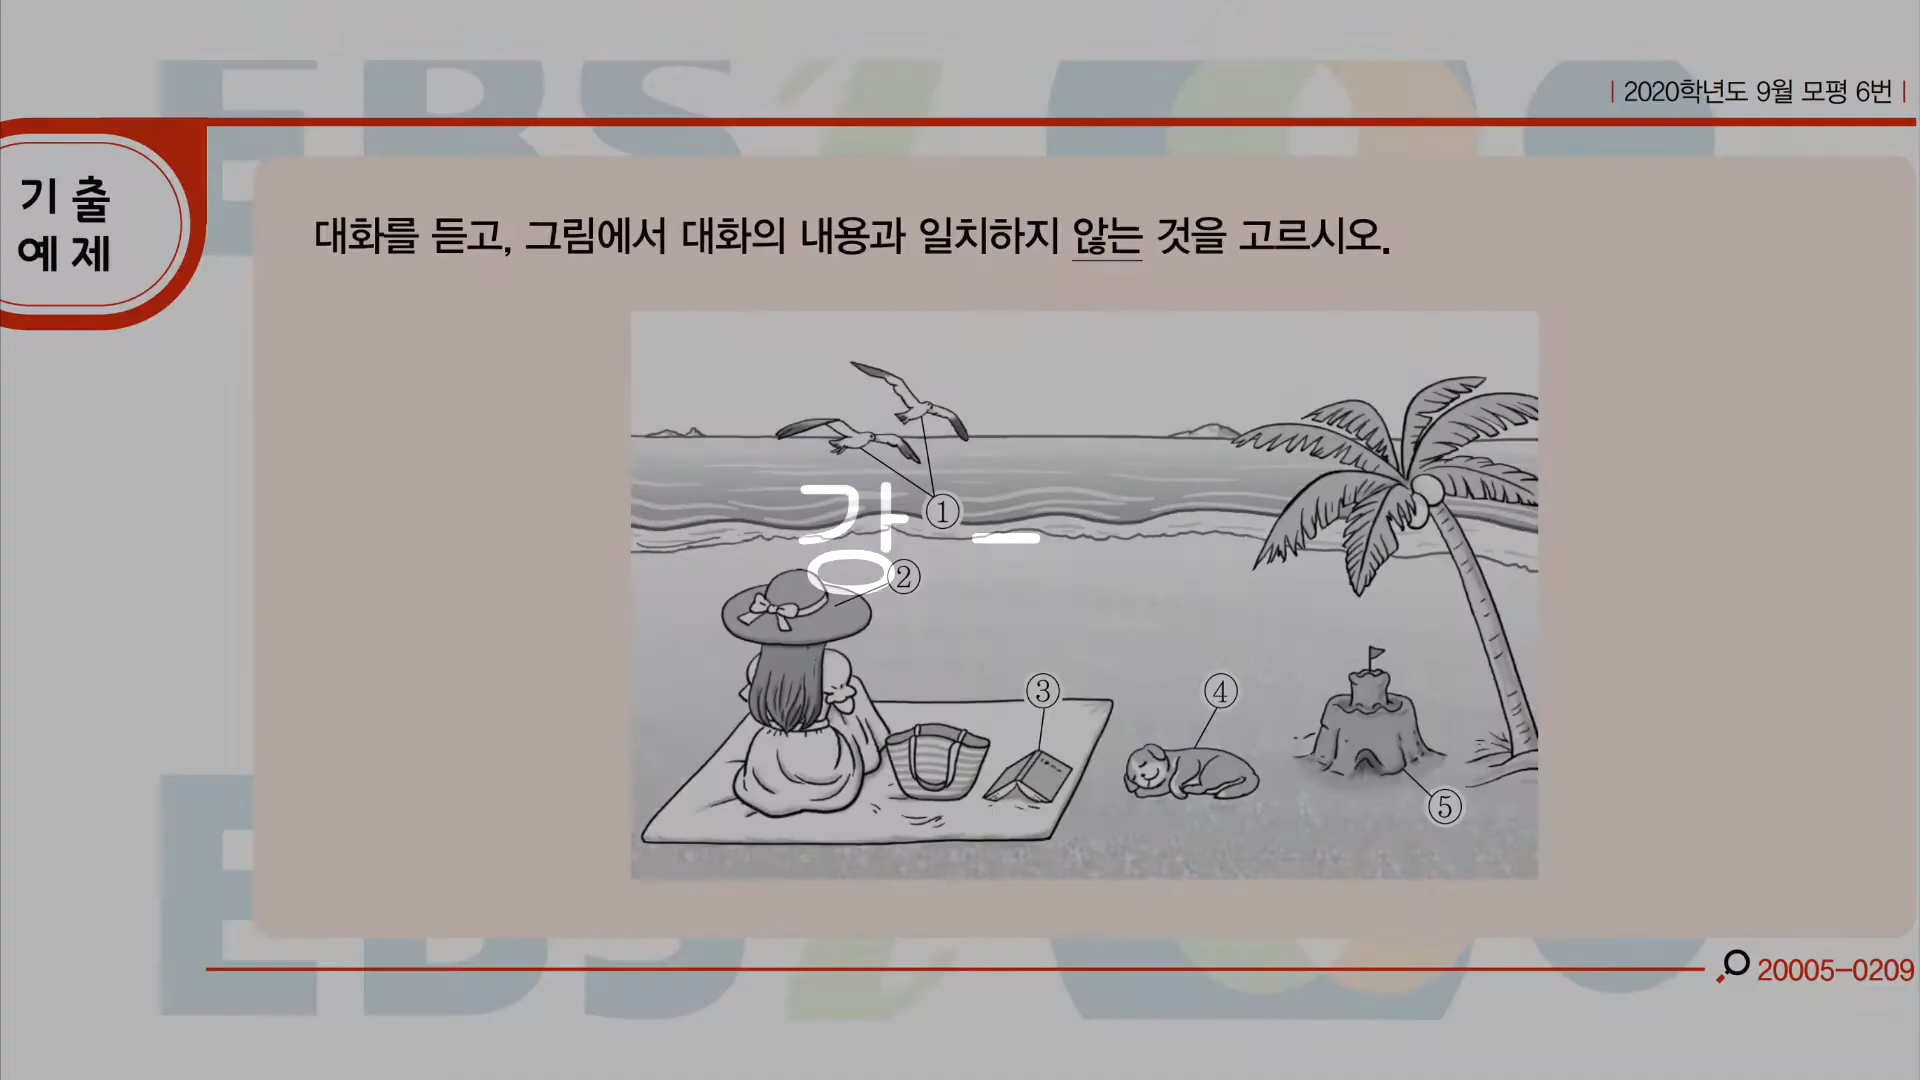 2020학년도 9월 모평 6번
기출
예제
대화를 듣고, 그림에서 대화의 내용과 일치하지 않는 것을 고르시오.
①
강 -
②
③
④
⑤
20005-0209
EBSi
EBSi